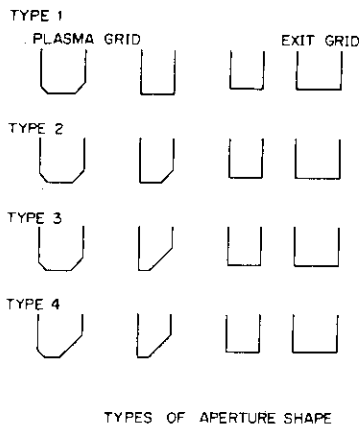 TYPE 1
PLASMA GRID EXIT GRID
TYPE 2
TYPE 3
TYPE 4
TYPES OF APERTURE SHAPE